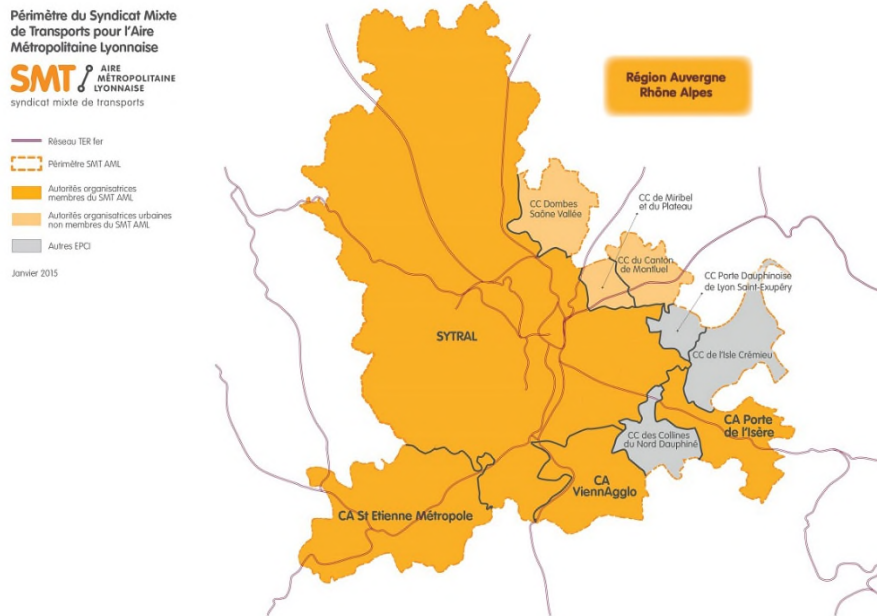 Périmètre du Syndicat Mixte
de Transports pour l'Aire
Métropolitaine Lyonnaise
SMT
AIRE
MÉTROPOLITAINE
LYONNAISE
syndicat mixte de transports
Réseau TER fer
Périmètre SMT AML
Autorités organisatrices
membres du SMT AML
Autorités organisatrices urbaines
non membres du SMT AML
Autres EPCI
Janvier 2015
Région Auvergne
Rhône Alpes
CC Dombes
Saône Vallée
CC de Miribel
et du Plateau
CC du Canton
de Montluel
CC Porte Dauphinoise
de Lyon Saint-Exupéry
SYTRAL
CC de l'Isle Crémieu
CA Porte
de l'Isère
CC des Collines
du Nord Dauphiné
CA
ViennAgglo
CA St Etienne Métropole